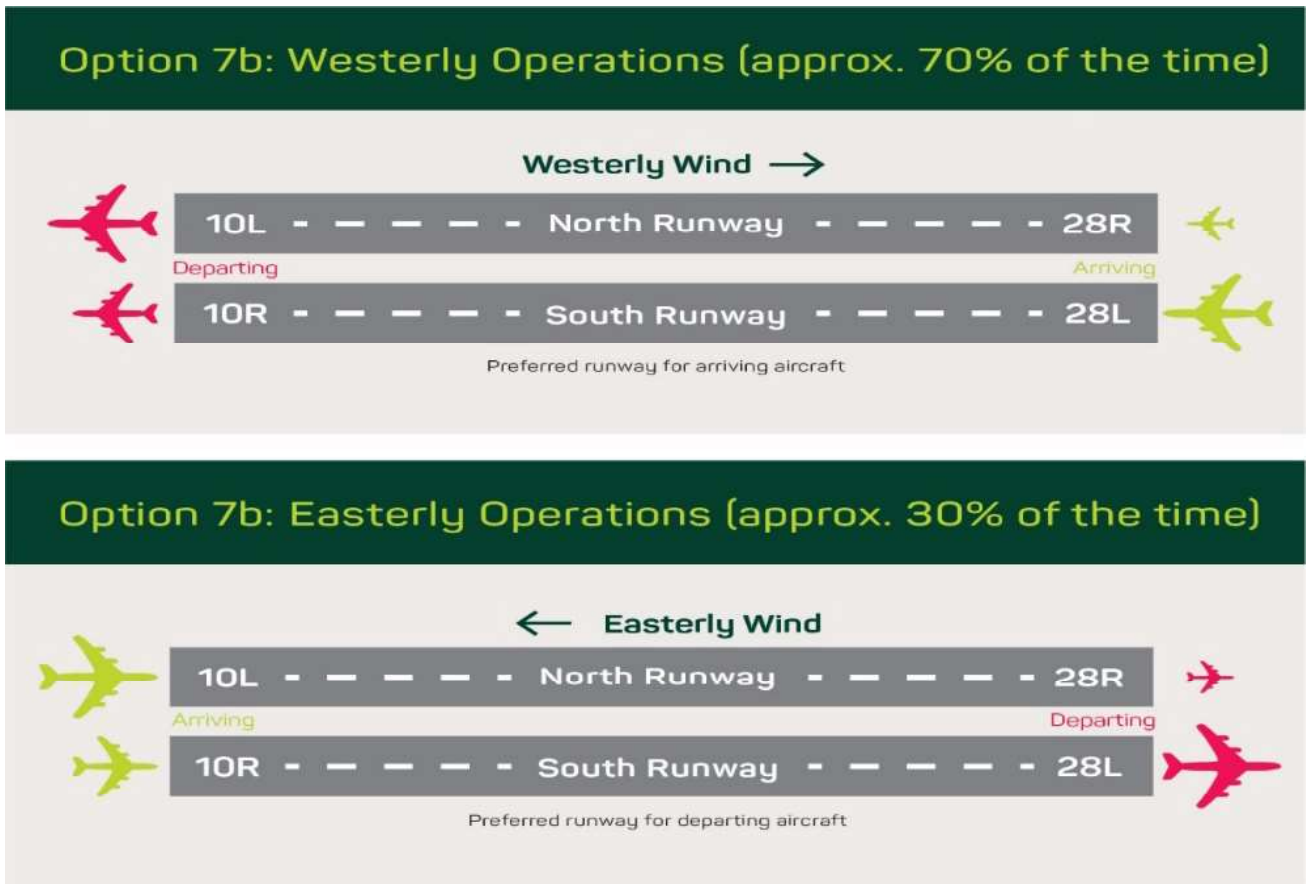 Option 7b: Westerly Operations (approx. 70% of the time)
Westerly Wind →
10L North Runway 28R
Departing Arriving
10R South Runway 28L
Preferred runway for arriving aircraft
Option 7b: Easterly Operations (approx. 30% of the time)
← Easterly Wind
10L North Runway 28R
Arriving Departing
10R South Runway 28L
Preferred runway for departing aircraft